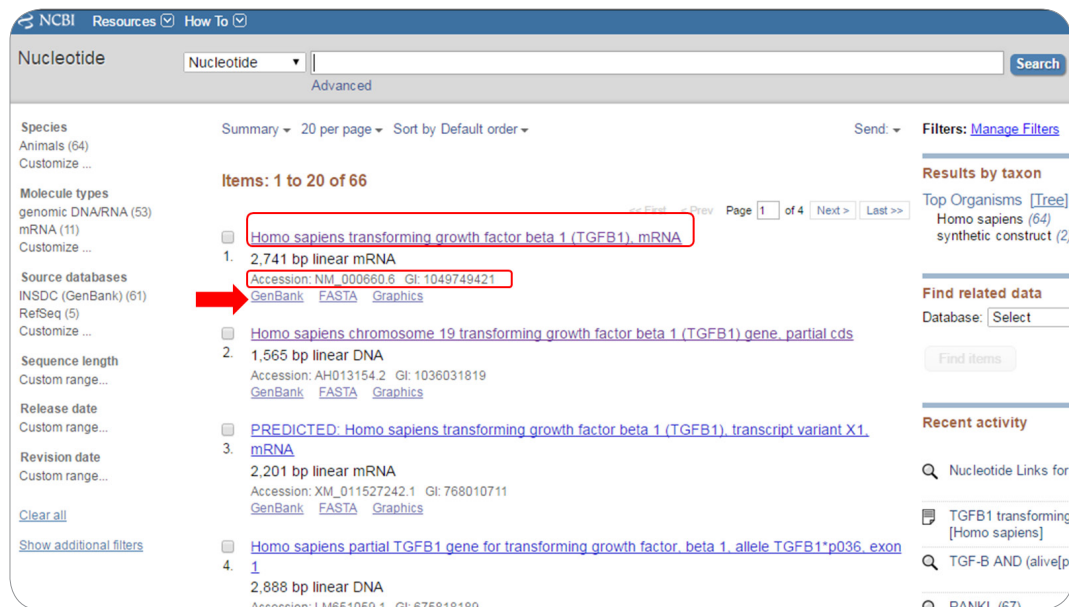 NCBI Resources How To
Nucleotide
Nucleotide
Search
Advanced
Species
Animals (64)
Customize ...
Molecule types
genomic DNA/RNA (53)
mRNA (11)
Customize ...
Source databases
INSDC (GenBank) (61)
RefSeq (5)
Customize ...
Sequence length
Custom range...
Release date
Custom range...
Revision date
Custom range...
Clear all
Show additional filters
Summary 20 per page Sort by Default order Send:
Items: 1 to 20 of 66
<< First < Prev Page 1 of 4 Next > Last >>
Homo sapiens transforming growth factor beta 1 (TGFB1), mRNA
1. 2,741 bp linear mRNA
Accession: NM_000660.6 GI: 1049749421
GenBank FASTA Graphics
Homo sapiens chromosome 19 transforming growth factor beta 1 (TGFB1) gene, partial cds
2. 1,565 bp linear DNA
Accession: AH013154.2 GI: 1036031819
GenBank FASTA Graphics
PREDICTED: Homo sapiens transforming growth factor beta 1 (TGFB1), transcript variant X1,
3. mRNA
2,201 bp linear mRNA
Accession: XM_011527242.1 GI: 768010711
GenBank FASTA Graphics
Homo sapiens partial TGFB1 gene for transforming growth factor, beta 1, allele TGFB1*p036, exon
4. 1
2,888 bp linear DNA
Accession: LM651059.1 GI: 675818189
Filters: Manage Filters
Results by taxon
Top Organisms [Tree]
Homo sapiens (64)
synthetic construct (2)
Find related data
Database: Select
Find items
Recent activity
Nucleotide Links for
TGFB1 transforming
[Homo sapiens]
TGF-B AND (alive[p
RANKL (67)